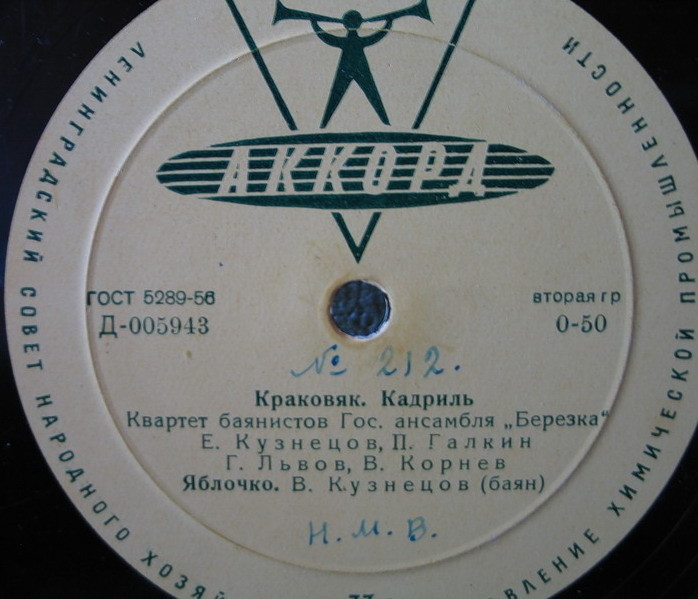 ЛЕНИНГРАДСКИЙ СОВЕТ НАРОДНОГО ХОЗЯЙ
ХИМИЧЕСКОЙ ПРОМЫШЛЕННОСТИ
АККОРД
ГОСТ 5289-56
вторая гр
Д-005943
0-50
№ 212.
Краковяк. Кадриль
Квартет баянистов Гос. ансамбля „Березка“
Е. Кузнецов, П. Галкин
Г. Львов, В. Корнев
Яблочко. В. Кузнецов (баян)
Н. М. В.